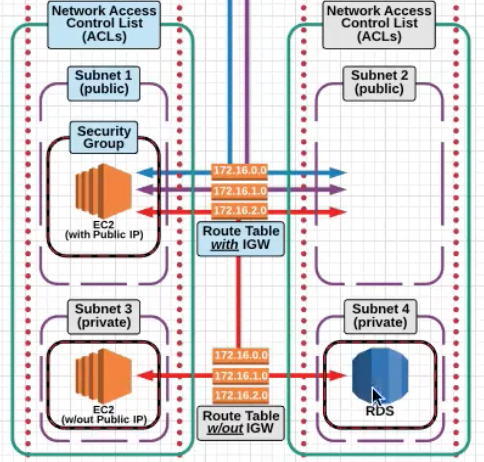 Network Access
Control List
(ACLs)
Network Access
Control List
(ACLs)
Subnet 1
(public)
Subnet 2
(public)
Security
Group
172.16.0.0
172.16.1.0
172.16.2.0
EC2
(with Public IP)
Route Table
with IGW
Subnet 3
(private)
Subnet 4
(private)
172.16.0.0
172.16.1.0
172.16.2.0
EC2
(w/out Public IP)
Route Table
w/out IGW
RDS